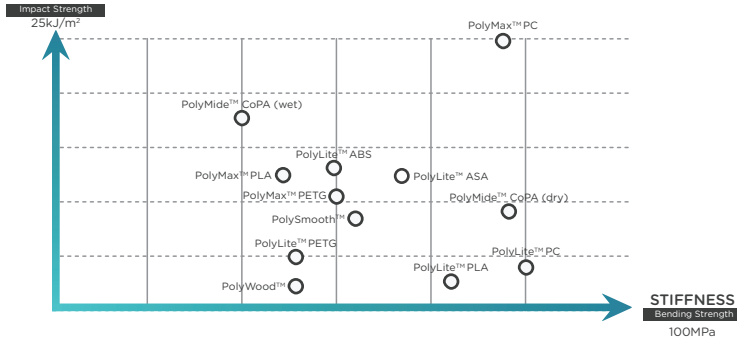 Impact Strength
25kJ/m²
PolyMax™ PC
PolyMide™ CoPA (wet)
PolyLite™ ABS
PolyMax™ PLA
PolyLite™ ASA
PolyMax™ PETG
PolyMide™ CoPA (dry)
PolySmooth™
PolyLite™ PETG
PolyLite™ PC
PolyLite™ PLA
PolyWood™
STIFFNESS
Bending Strength
100MPa